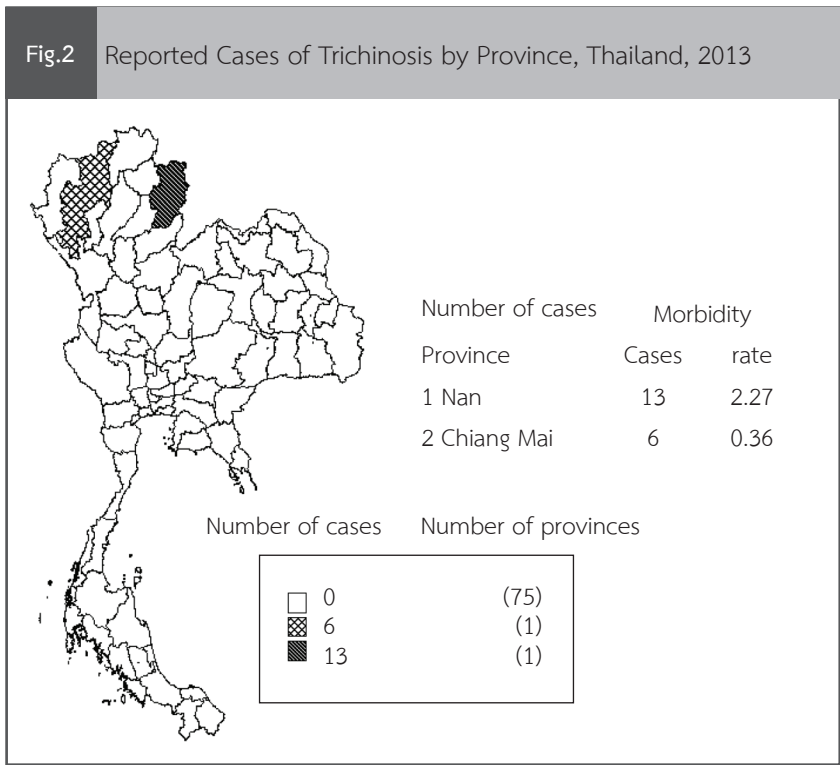 Fig.2 Reported Cases of Trichinosis by Province, Thailand, 2013
Number of cases Morbidity
Province Cases rate
1 Nan 13 2.27
2 Chiang Mai 6 0.36
Number of cases Number of provinces
0 (75)
6 (1)
13 (1)